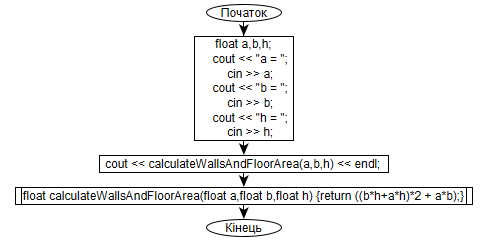 Початок
float a,b,h;
cout << "a = ";
cin >> a;
cout << "b = ";
cin >> b;
cout << "h = ";
cin >> h;
cout << calculateWallsAndFloorArea(a,b,h) << endl;
float calculateWallsAndFloorArea(float a,float b,float h) {return ((b*h+a*h)*2 + a*b);}
Кінець